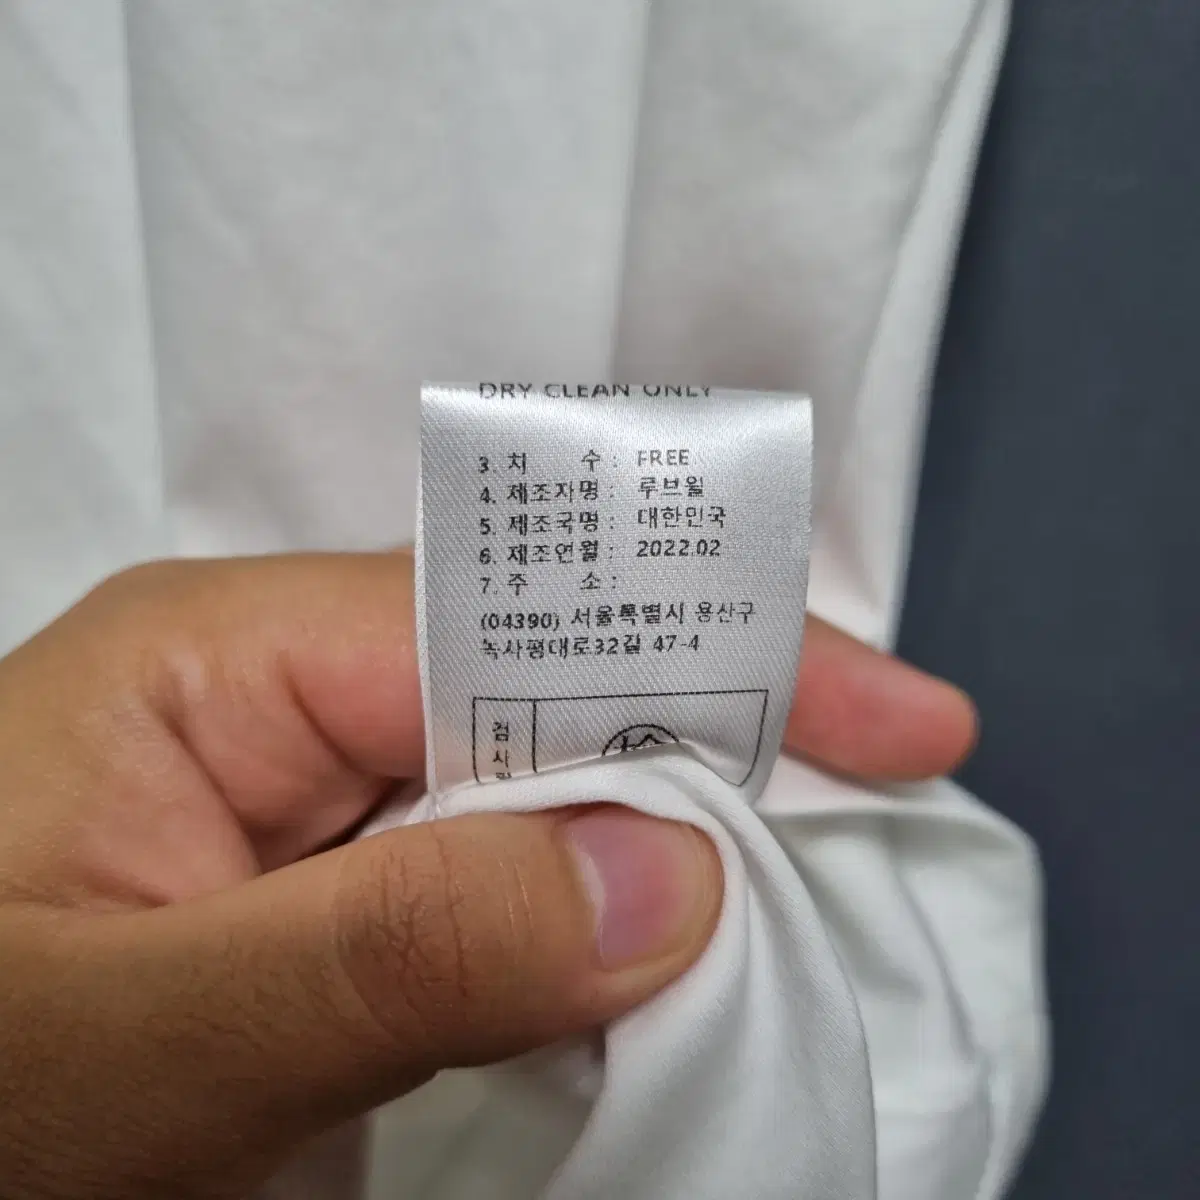 DRY CLEAN ONLY
3. 치 수 : FREE
4. 제조자명 : 루브윌
5. 제조국명 : 대한민국
6. 제조연월 : 2022.02
7. 주 소 :
(04390) 서울특별시 용산구
녹사평대로32길 47-4
검
사